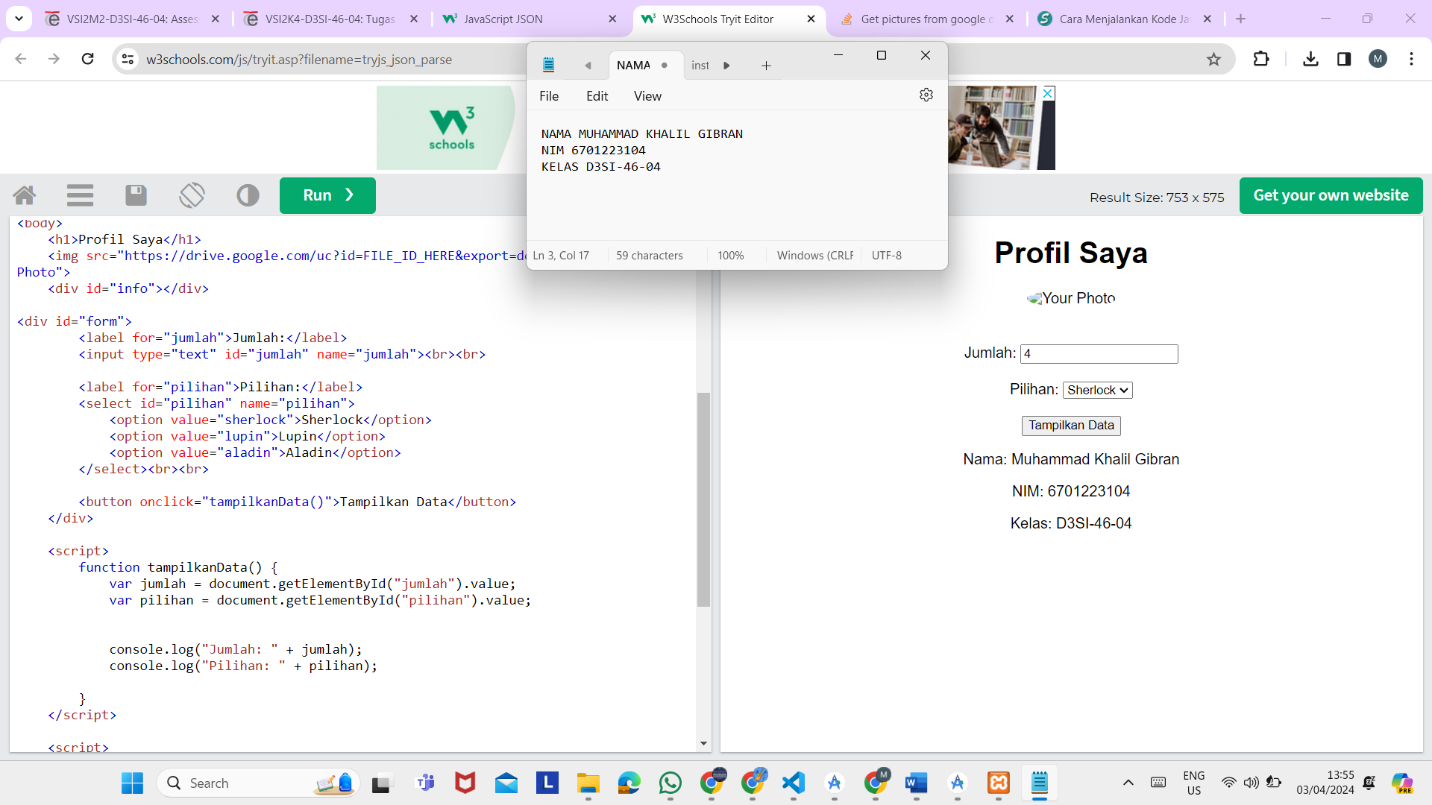 VSI2M2-D3SI-46-04: Asses
VSI2K4-D3SI-46-04: Tugas
JavaScript JSON
W3Schools Tryit Editor
Get pictures from google d
Cara Menjalankan Kode Ja
w3schools.com/js/tryit.asp?filename=tryjs_json_parse
M
NAMA
inst
File Edit View
NAMA MUHAMMAD KHALIL GIBRAN
NIM 6701223104
KELAS D3SI-46-04
Ln 3, Col 17 59 characters 100% Windows (CRLF UTF-8
W3
schools
Run ❯
Result Size: 753 x 575
Get your own website
<body>
<h1>Profil Saya</h1>
<img src="https://drive.google.com/uc?id=FILE_ID_HERE&export=do
Photo">
<div id="info"></div>
<div id="form">
<label for="jumlah">Jumlah:</label>
<input type="text" id="jumlah" name="jumlah"><br><br>
<label for="pilihan">Pilihan:</label>
<select id="pilihan" name="pilihan">
<option value="sherlock">Sherlock</option>
<option value="lupin">Lupin</option>
<option value="aladin">Aladin</option>
</select><br><br>
<button onclick="tampilkanData()">Tampilkan Data</button>
</div>
<script>
function tampilkanData() {
var jumlah = document.getElementById("jumlah").value;
var pilihan = document.getElementById("pilihan").value;
console.log("Jumlah: " + jumlah);
console.log("Pilihan: " + pilihan);
}
</script>
<script>
Profil Saya
Your Photo
Jumlah: 4
Pilihan: Sherlock
Tampilkan Data
Nama: Muhammad Khalil Gibran
NIM: 6701223104
Kelas: D3SI-46-04
Search
ENG
US
13:55
03/04/2024